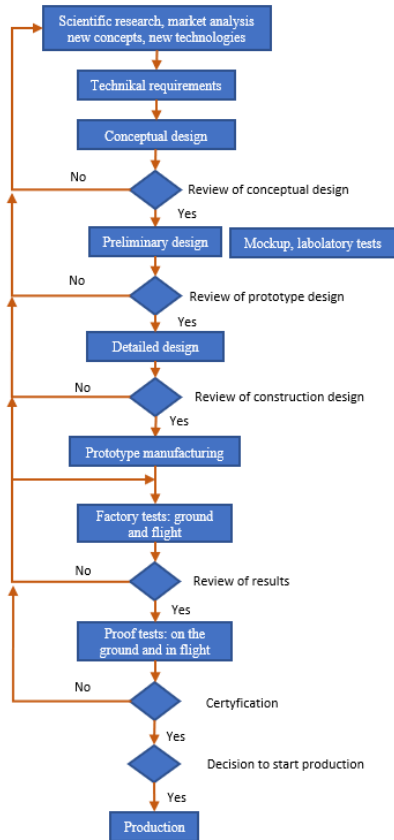 Scientific research, market analysis
new concepts, new technologies
Technikal requirements
Conceptual design
No
Review of conceptual design
Yes
Preliminary design
Mockup, labolatory tests
No
Review of prototype design
Yes
Detailed design
No
Review of construction design
Yes
Prototype manufacturing
Factory tests: ground
and flight
No
Review of results
Yes
Proof tests: on the
ground and in flight
No
Certyfication
Yes
Decision to start production
Yes
Production